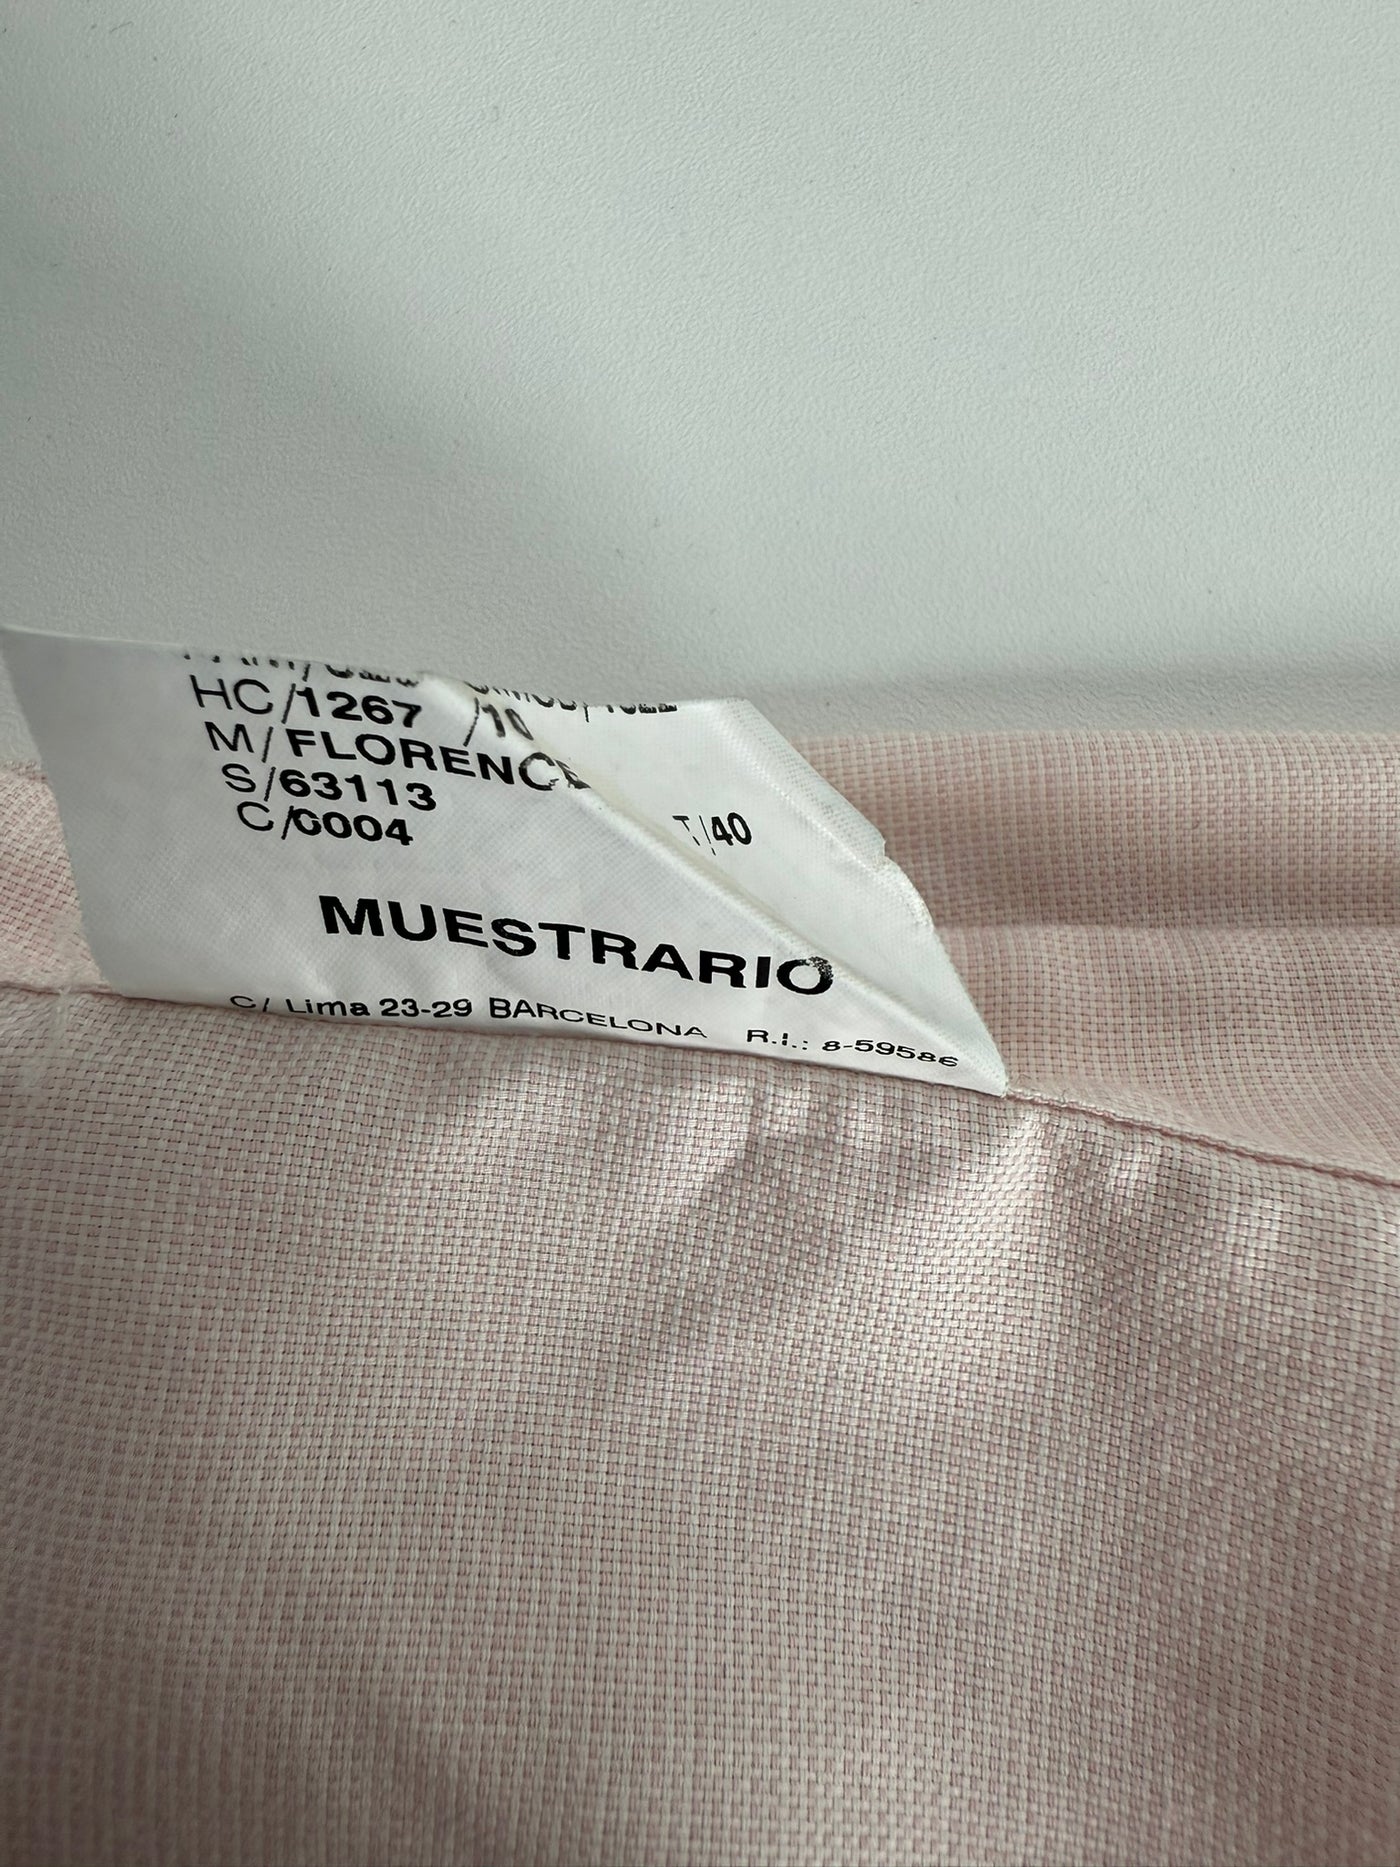 HC/1267 /10
M/FLORENCE
S/63113
C/0004 T/40
MUESTRARIO
C/ Lima 23-29 BARCELONA R.I.: 8-59586